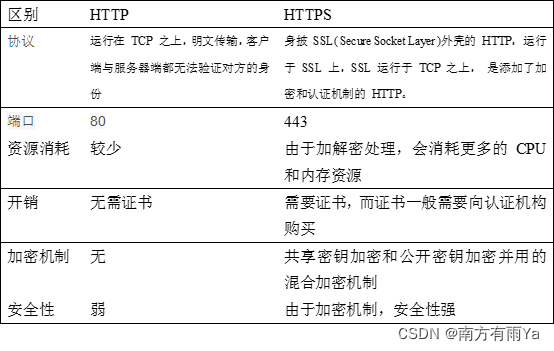 区别 HTTP HTTPS
协议 运行在 TCP 之上，明文传输，客户 身披 SSL( Secure Socket Layer )外壳的 HTTP，运行
端与服务器端都无法验证对方的身 于 SSL 上，SSL 运行于 TCP 之上， 是添加了加
份 密和认证机制的 HTTP。
端口 80 443
资源消耗 较少 由于加解密处理，会消耗更多的 CPU
和内存资源
开销 无需证书 需要证书，而证书一般需要向认证机构
购买
加密机制 无 共享密钥加密和公开密钥加密并用的
混合加密机制
安全性 弱 由于加密机制，安全性强
CSDN @南方有雨Ya